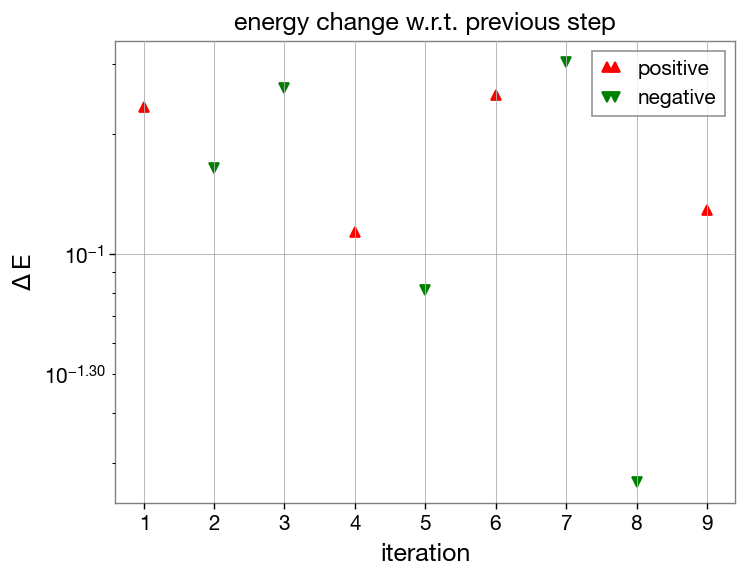 energy change w.r.t. previous step
positive
negative
Δ E
10⁻¹
10⁻¹·³⁰
1 2 3 4 5 6 7 8 9
iteration